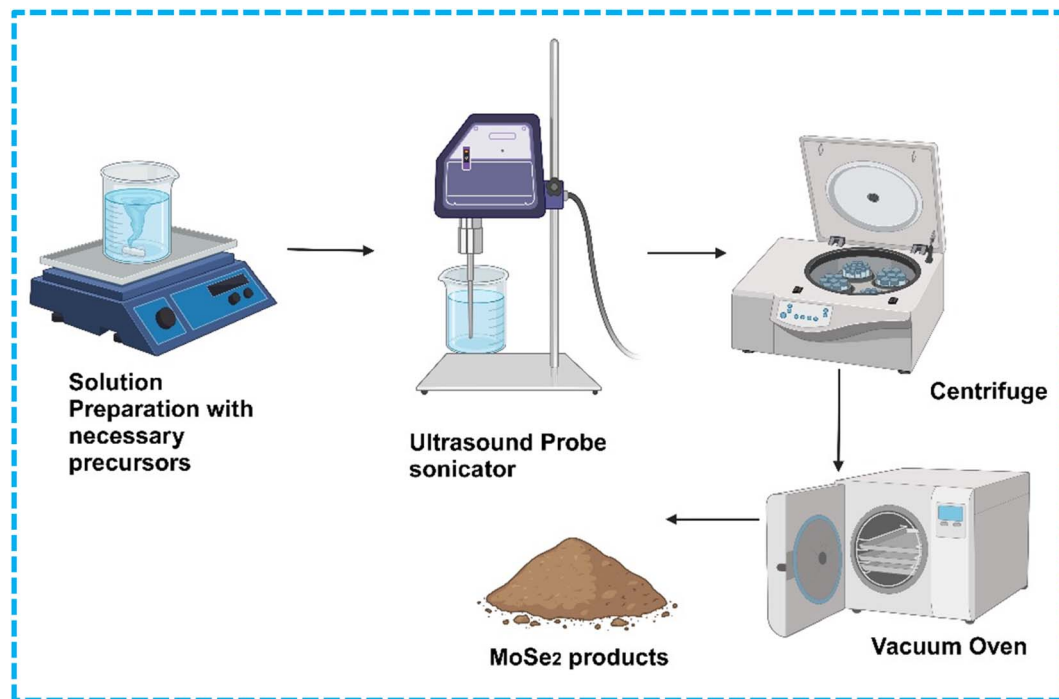 Solution
Preparation with
necessary
precursors
Ultrasound Probe
sonicator
Centrifuge
Vacuum Oven
MoSe2 products